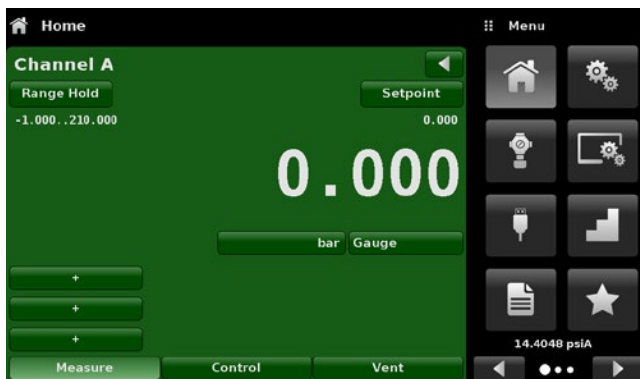 Home
Menu
Channel A
Range Hold
Setpoint
-1.000..210.000
0.000
0.000
bar Gauge
+
+
+
14.4048 psiA
Measure Control Vent